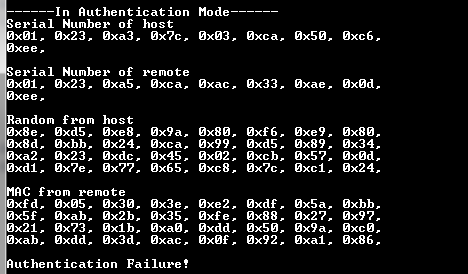 ------In Authentication Mode------
Serial Number of host
0x01, 0x23, 0xa3, 0x7c, 0x03, 0xca, 0x50, 0xc6,
0xee,
Serial Number of remote
0x01, 0x23, 0xa5, 0xca, 0xac, 0x33, 0xae, 0x0d,
0xee,
Random from host
0x8e, 0xd5, 0xe8, 0x9a, 0x80, 0xf6, 0xe9, 0x80,
0x8d, 0xbb, 0x24, 0xca, 0x99, 0xd5, 0x89, 0x34,
0xa2, 0x23, 0xdc, 0x45, 0x02, 0xcb, 0x57, 0x0d,
0xd1, 0x7e, 0x77, 0x65, 0xc8, 0x7c, 0xc1, 0x24,
MAC from remote
0xfd, 0x05, 0x30, 0x3e, 0xe2, 0xdf, 0x5a, 0xbb,
0x5f, 0xab, 0x2b, 0x35, 0xfe, 0x88, 0x27, 0x97,
0x21, 0x73, 0x1b, 0xa0, 0xdd, 0x50, 0x9a, 0xc0,
0xab, 0xdd, 0x3d, 0xac, 0x0f, 0x92, 0xa1, 0x86,
Authentication Failure!